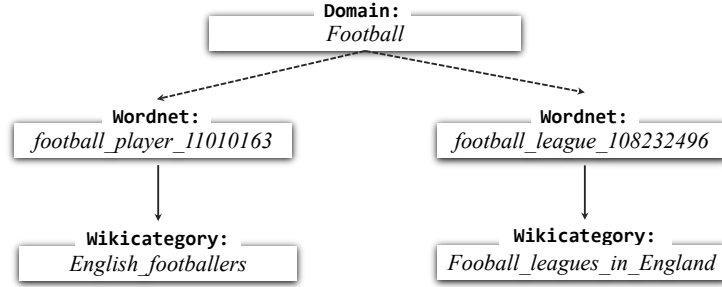 Domain:
Football
Wordnet:
football_player_11010163
Wordnet:
football_league_108232496
Wikicategory:
English_footballers
Wikicategory:
Fooball_leagues_in_England